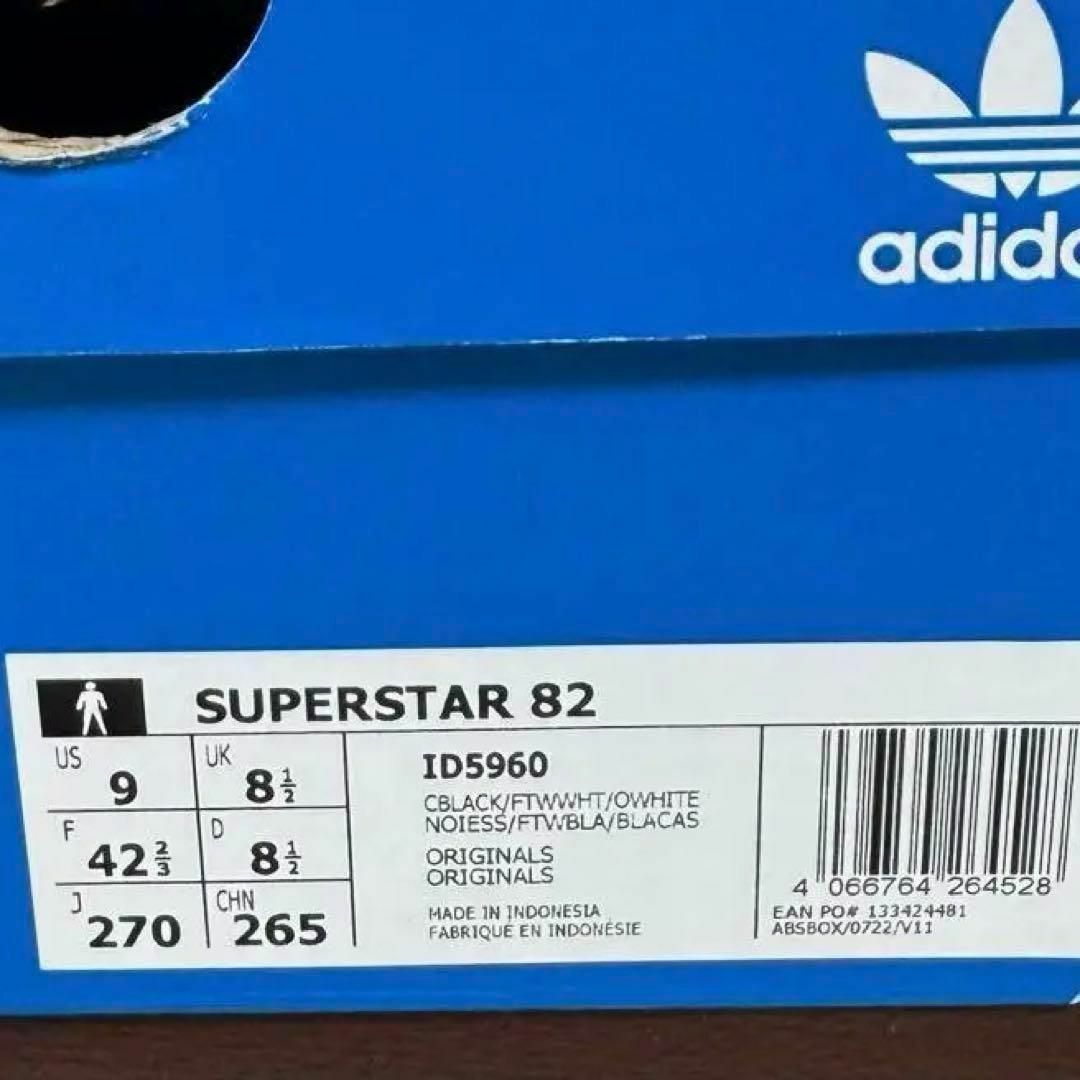 adida
SUPERSTAR 82
US 9 UK 8 1/2
F 42 2/3 D 8 1/2
J 270 CHN 265
ID5960
CBLACK/FTWWHT/OWHITE
NOIESS/FTWBLA/BLACAS
ORIGINALS
ORIGINALS
MADE IN INDONESIA
FABRIQUÉ EN INDONÉSIE
4 066764 264528
EAN PO# 133424481
ABSBOX/0722/V11